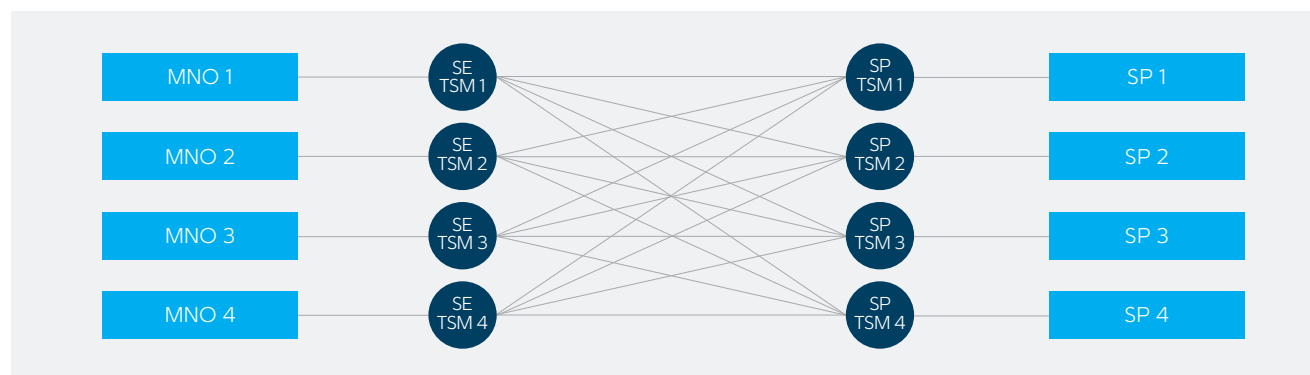 MNO 1
SE
TSM 1
SP
TSM 1
SP 1
MNO 2
SE
TSM 2
SP
TSM 2
SP 2
MNO 3
SE
TSM 3
SP
TSM 3
SP 3
MNO 4
SE
TSM 4
SP
TSM 4
SP 4